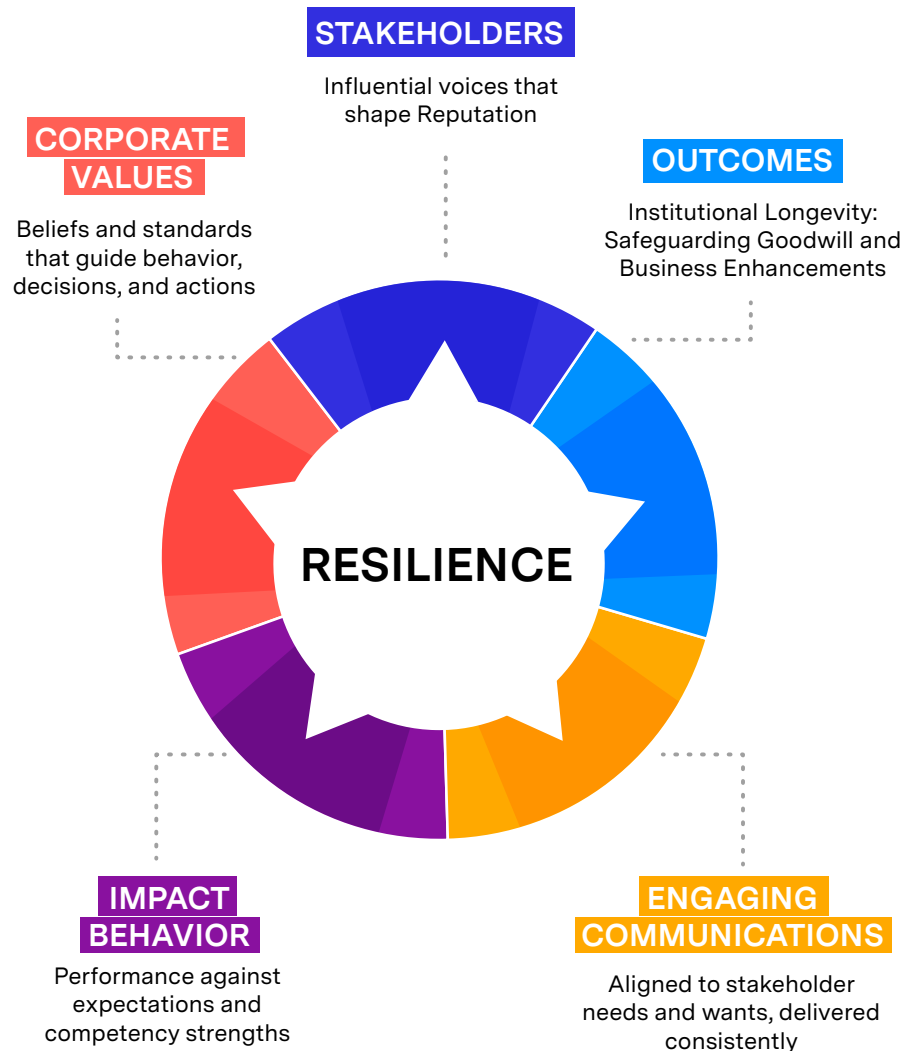 STAKEHOLDERS
Influential voices that
shape Reputation
CORPORATE
VALUES
Beliefs and standards
that guide behavior,
decisions, and actions
OUTCOMES
Institutional Longevity:
Safeguarding Goodwill and
Business Enhancements
RESILIENCE
IMPACT
BEHAVIOR
Performance against
expectations and
competency strengths
ENGAGING
COMMUNICATIONS
Aligned to stakeholder
needs and wants, delivered
consistently